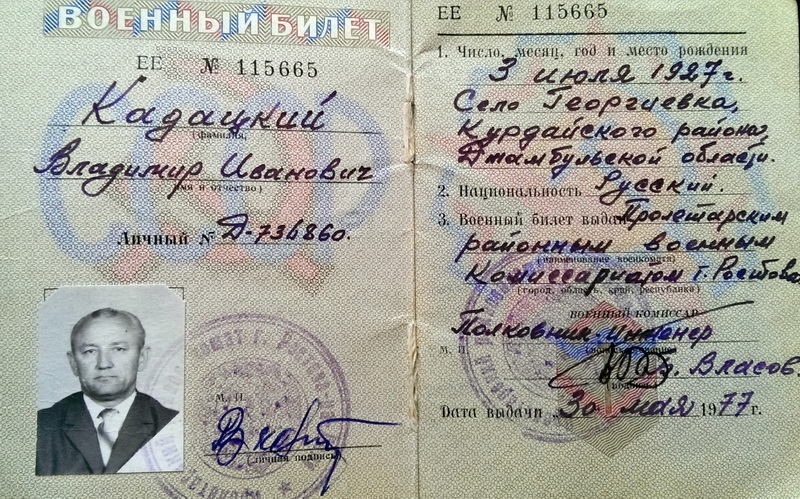 ВОЕННЫЙ БИЛЕТ
ЕЕ № 115665
Кадацкий
(фамилия,
Владимир Иванович
имя и отчество)
Личный № Д-736860.
М. П.
(личная подпись)
ЕЕ № 115665
1. Число, месяц, год и место рождения
3 июля 1927 г.
Село Георгиевка,
Курдайского района,
Джамбульской области.
2. Национальность Русский.
3. Военный билет выдан Пролетарским
районным военным
(наименование военкомата)
Комиссариатом г. Ростова
(город, область, край, республика)
ВОЕННЫЙ КОМИССАР
Полковник-инженер
М. П.
Власов.
(подпись)
Дата выдачи „30 мая 1977 г.